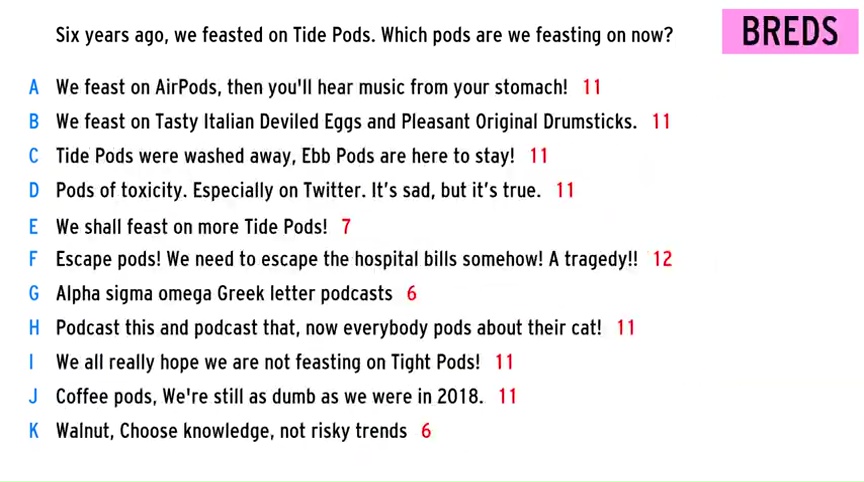 Six years ago, we feasted on Tide Pods. Which pods are we feasting on now?
BREDS
A We feast on AirPods, then you'll hear music from your stomach! 11
B We feast on Tasty Italian Deviled Eggs and Pleasant Original Drumsticks. 11
C Tide Pods were washed away, Ebb Pods are here to stay! 11
D Pods of toxicity. Especially on Twitter. It's sad, but it's true. 11
E We shall feast on more Tide Pods! 7
F Escape pods! We need to escape the hospital bills somehow! A tragedy!! 12
G Alpha sigma omega Greek letter podcasts 6
H Podcast this and podcast that, now everybody pods about their cat! 11
I We all really hope we are not feasting on Tight Pods! 11
J Coffee pods, We're still as dumb as we were in 2018. 11
K Walnut, Choose knowledge, not risky trends 6